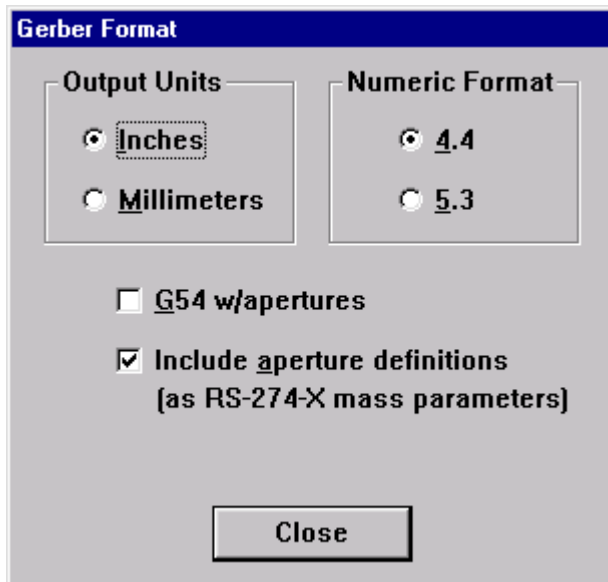 Gerber Format
Output Units
Numeric Format
Inches
4.4
Millimeters
5.3
G54 w/apertures
Include aperture definitions
(as RS-274-X mass parameters)
Close